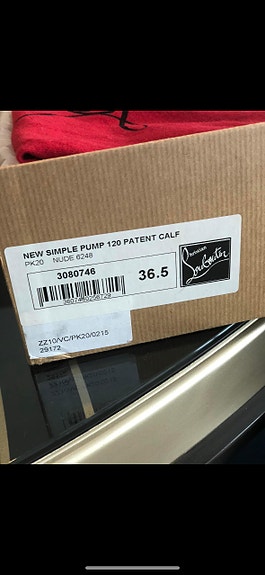 NEW SIMPLE PUMP 120 PATENT CALF
PK20 NUDE 6248
3080746
36.5
Christian
Louboutin
ZZ10/VC/PK20/0215
29172